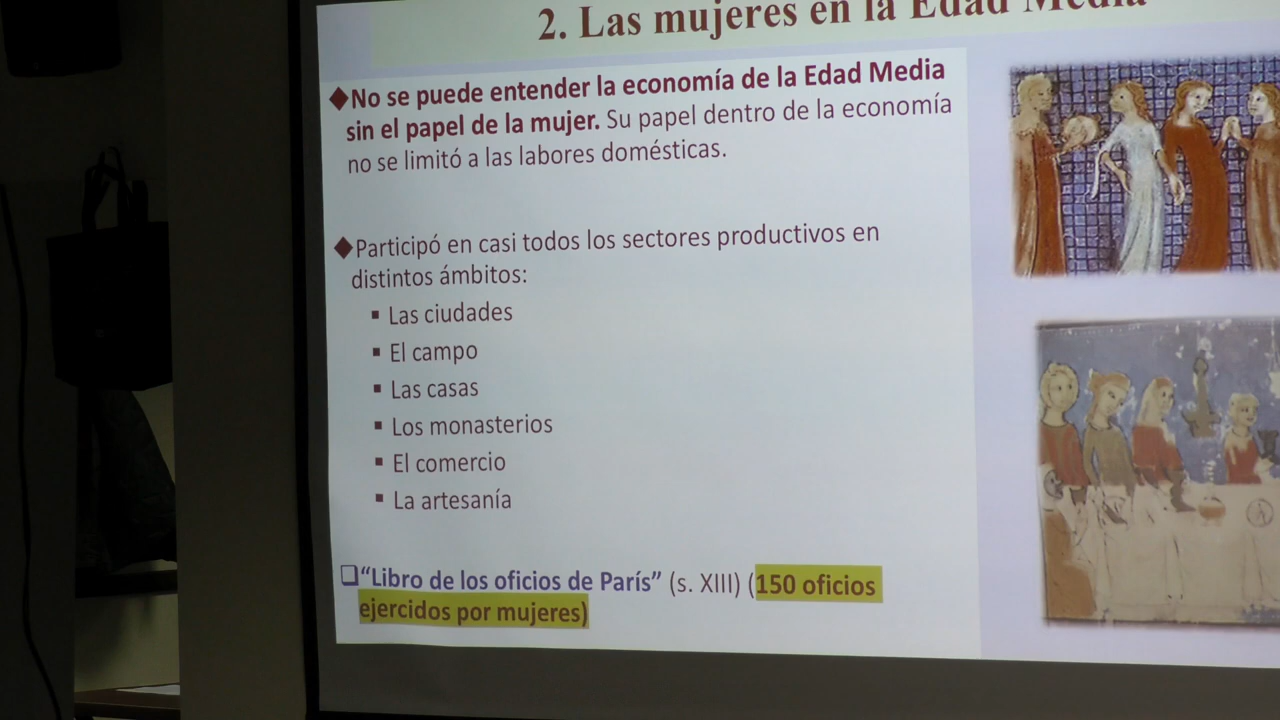 2. Las mujeres en la Edad Media
◆No se puede entender la economía de la Edad Media
sin el papel de la mujer. Su papel dentro de la economía
no se limitó a las labores domésticas.
◆Participó en casi todos los sectores productivos en
distintos ámbitos:
▪ Las ciudades
▪ El campo
▪ Las casas
▪ Los monasterios
▪ El comercio
▪ La artesanía
❑“Libro de los oficios de París” (s. XIII) (150 oficios
ejercidos por mujeres)